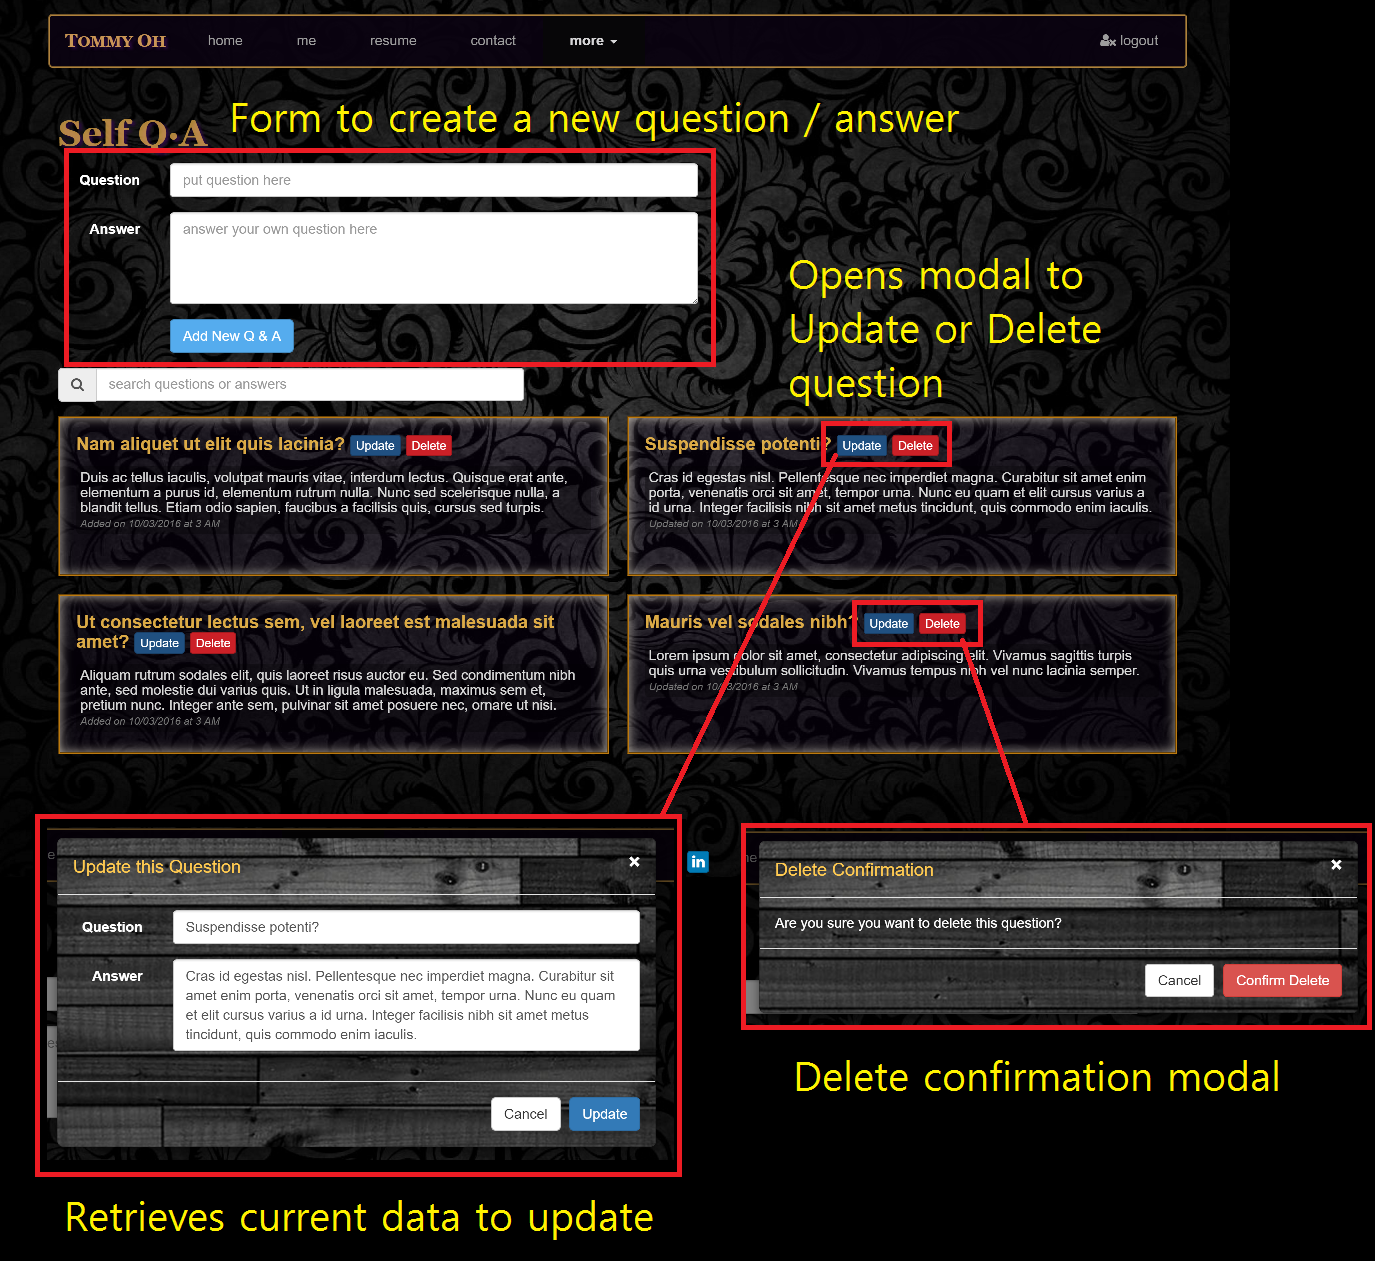 Tommy Oh
home
me
resume
contact
more
logout
Form to create a new question / answer
Self Q·A
Question
put question here
Answer
answer your own question here
Add New Q & A
Opens modal to
Update or Delete
question
search questions or answers
Nam aliquet ut elit quis lacinia? Update Delete
Duis ac tellus iaculis, volutpat mauris vitae, interdum lectus. Quisque erat ante,
elementum a purus id, elementum rutrum nulla. Nunc sed scelerisque nulla, a
blandit tellus. Etiam odio sapien, faucibus a facilisis quis, cursus sed turpis.
Added on 10/03/2016 at 3 AM
Suspendisse potenti? Update Delete
Cras id egestas nisl. Pellentesque nec imperdiet magna. Curabitur sit amet enim
porta, venenatis orci sit amet, tempor urna. Nunc eu quam et elit cursus varius a
id urna. Integer facilisis nibh sit amet metus tincidunt, quis commodo enim iaculis.
Updated on 10/03/2016 at 3 AM
Ut consectetur lectus sem, vel laoreet est malesuada sit
amet? Update Delete
Aliquam rutrum sodales elit, quis laoreet risus auctor eu. Sed condimentum nibh
ante, sed molestie dui varius quis. Ut in ligula malesuada, maximus sem et,
pretium nunc. Integer ante sem, pulvinar sit amet posuere nec, ornare ut nisi.
Added on 10/03/2016 at 3 AM
Mauris vel sodales nibh? Update Delete
Lorem ipsum dolor sit amet, consectetur adipiscing elit. Vivamus sagittis turpis
quis urna vestibulum sollicitudin. Vivamus tempus nibh vel nunc lacinia semper.
Updated on 10/03/2016 at 3 AM
Update this Question
Question
Suspendisse potenti?
Answer
Cras id egestas nisl. Pellentesque nec imperdiet magna. Curabitur sit
amet enim porta, venenatis orci sit amet, tempor urna. Nunc eu quam
et elit cursus varius a id urna. Integer facilisis nibh sit amet metus
tincidunt, quis commodo enim iaculis.
Cancel
Update
in
Delete Confirmation
Are you sure you want to delete this question?
Cancel
Confirm Delete
Delete confirmation modal
Retrieves current data to update